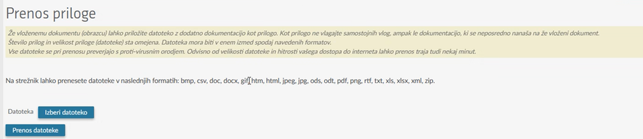 Prenos priloge
Že vloženemu dokumentu (obrazcu) lahko priložite datoteko z dodatno dokumentacijo kot prilogo. Kot priloge ne vlagajte samostojnih vlog, ampak le dokumentacijo, ki se neposredno nanaša na že vloženi dokument.
Število prilog in velikost priloge (datoteke) sta omejena. Datoteka mora biti v enem izmed spodaj navedenih formatov.
Vse datoteke se pri prenosu preverjajo s proti-virusnim orodjem. Odvisno od velikosti datoteke in hitrosti vašega dostopa do interneta lahko prenos traja tudi nekaj minut.
Na strežnik lahko prenesete datoteke v naslednjih formatih: bmp, csv, doc, docx, gif, htm, html, jpeg, jpg, ods, odt, pdf, png, rtf, txt, xls, xlsx, xml, zip.
Datoteka Izberi datoteko
Prenos datoteke